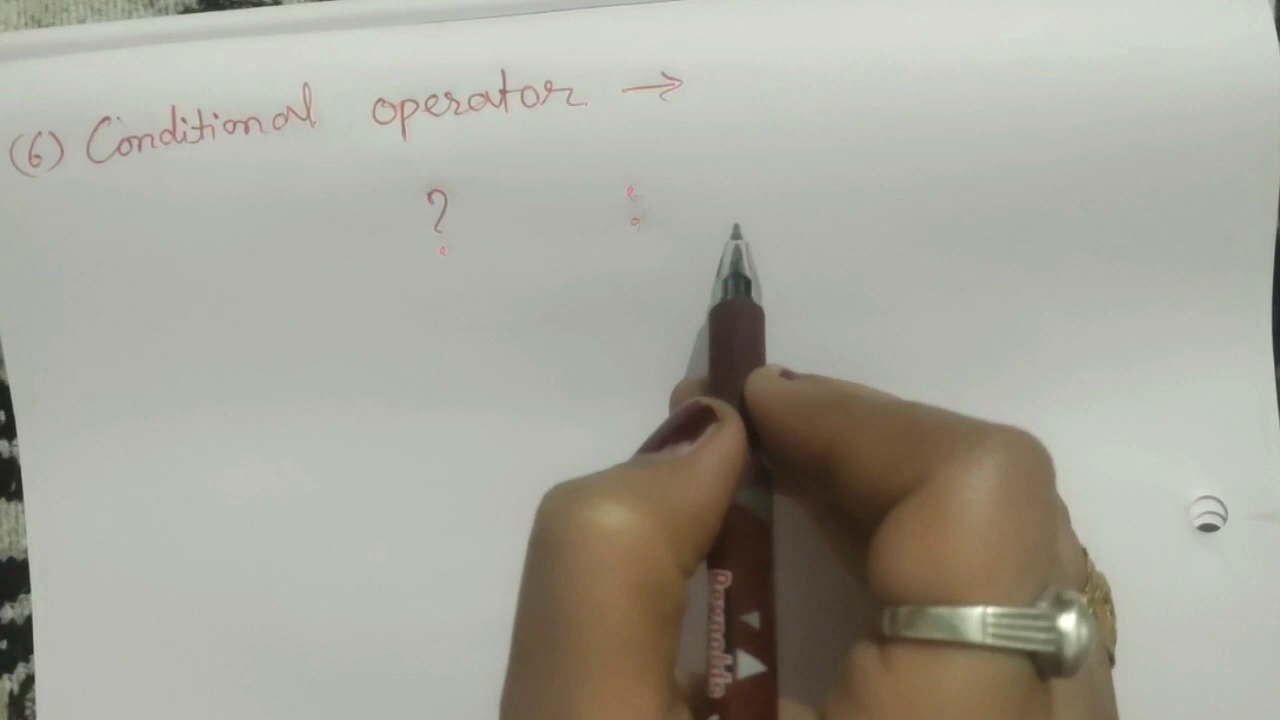 (6) Conditional operator →
? :